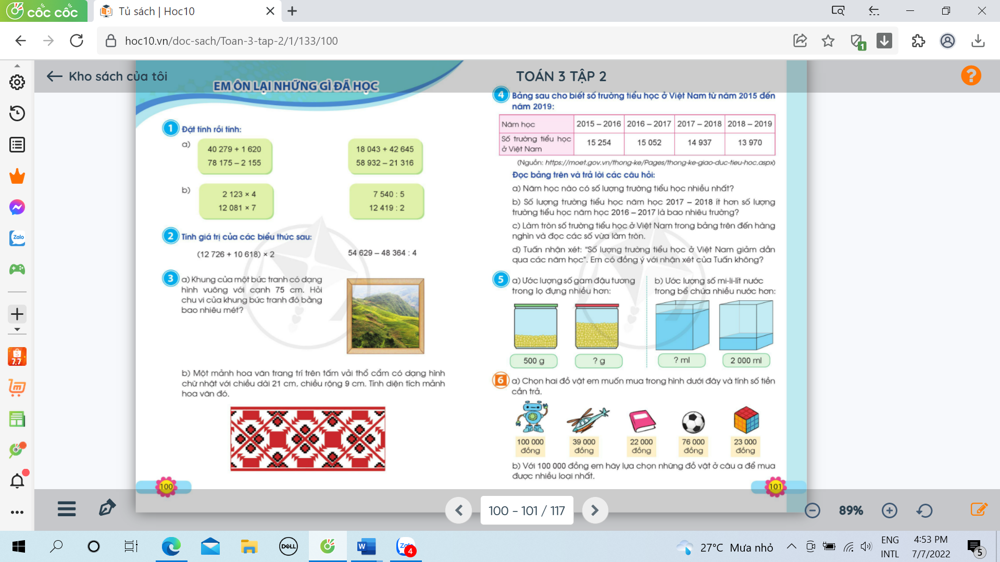 cốc cốc
Tủ sách | Hoc10
hoc10.vn/doc-sach/Toan-3-tap-2/1/133/100
1
Kho sách của tôi
TOÁN 3 TẬP 2
EM ÔN LẠI NHỮNG GÌ ĐÃ HỌC
1 Đặt tính rồi tính:
a)
40 279 + 1 620
78 175 – 2 155
18 043 + 42 645
58 932 – 21 316
b)
2 123 × 4
12 081 × 7
7 540 : 5
12 419 : 2
2 Tính giá trị của các biểu thức sau:
(12 726 + 10 618) × 2
54 629 – 48 364 : 4
3 a) Khung của một bức tranh có dạng
hình vuông với cạnh 75 cm. Hỏi
chu vi của khung bức tranh đó bằng
bao nhiêu mét?
b) Một mảnh hoa văn trang trí trên tấm vải thổ cẩm có dạng hình
chữ nhật với chiều dài 21 cm, chiều rộng 9 cm. Tính diện tích mảnh
hoa văn đó.
100
4 Bảng sau cho biết số trường tiểu học ở Việt Nam từ năm 2015 đến
năm 2019:
Năm học 2015 – 2016 2016 – 2017 2017 – 2018 2018 – 2019
Số trường tiểu học
ở Việt Nam
15 254 15 052 14 937 13 970
(Nguồn: https://moet.gov.vn/thong-ke/Pages/thong-ke-giao-duc-tieu-hoc.aspx)
Đọc bảng trên và trả lời các câu hỏi:
a) Năm học nào có số lượng trường tiểu học nhiều nhất?
b) Số lượng trường tiểu học năm học 2017 – 2018 ít hơn số lượng
trường tiểu học năm học 2016 – 2017 là bao nhiêu trường?
c) Làm tròn số trường tiểu học ở Việt Nam trong bảng trên đến hàng
nghìn và đọc các số vừa làm tròn.
d) Tuấn nhận xét: “Số lượng trường tiểu học ở Việt Nam giảm dần
qua các năm học”. Em có đồng ý với nhận xét của Tuấn không?
5 a) Ước lượng số gam đậu tương
trong lọ đựng nhiều hơn:
500 g
? g
b) Ước lượng số mi-li-lít nước
trong bể chứa nhiều nước hơn:
? ml
2 000 ml
6 a) Chọn hai đồ vật em muốn mua trong hình dưới đây và tính số tiền
cần trả.
100 000
đồng
39 000
đồng
22 000
đồng
76 000
đồng
23 000
đồng
b) Với 100 000 đồng em hãy lựa chọn những đồ vật ở câu a để mua
được nhiều loại nhất.
101
Zalo
7.7
100 - 101 / 117
89%
DELL
4
27°C Mưa nhỏ
ENG
INTL
4:53 PM
7/7/2022
5